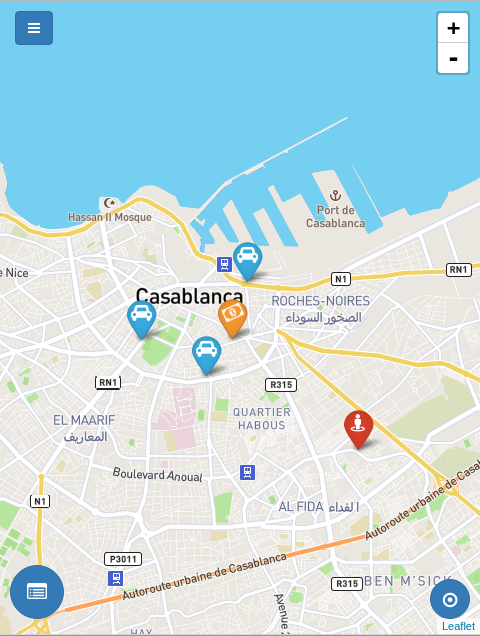 +
-
Hassan II Mosque
Port de
Casablanca
e Nice
N1
RN1
Casablanca
ROCHES-NOIRES
الصخور السوداء
RN1
R315
EL MAARIF
المعاريف
QUARTIER
HABOUS
Boulevard Anoual
N1
AL FIDA الفداء
Autoroute urbaine de Casab
P3011
Autoroute urbaine de Casablanca
R315
BEN M'SICK
Avenue 2
HAY
Leaflet